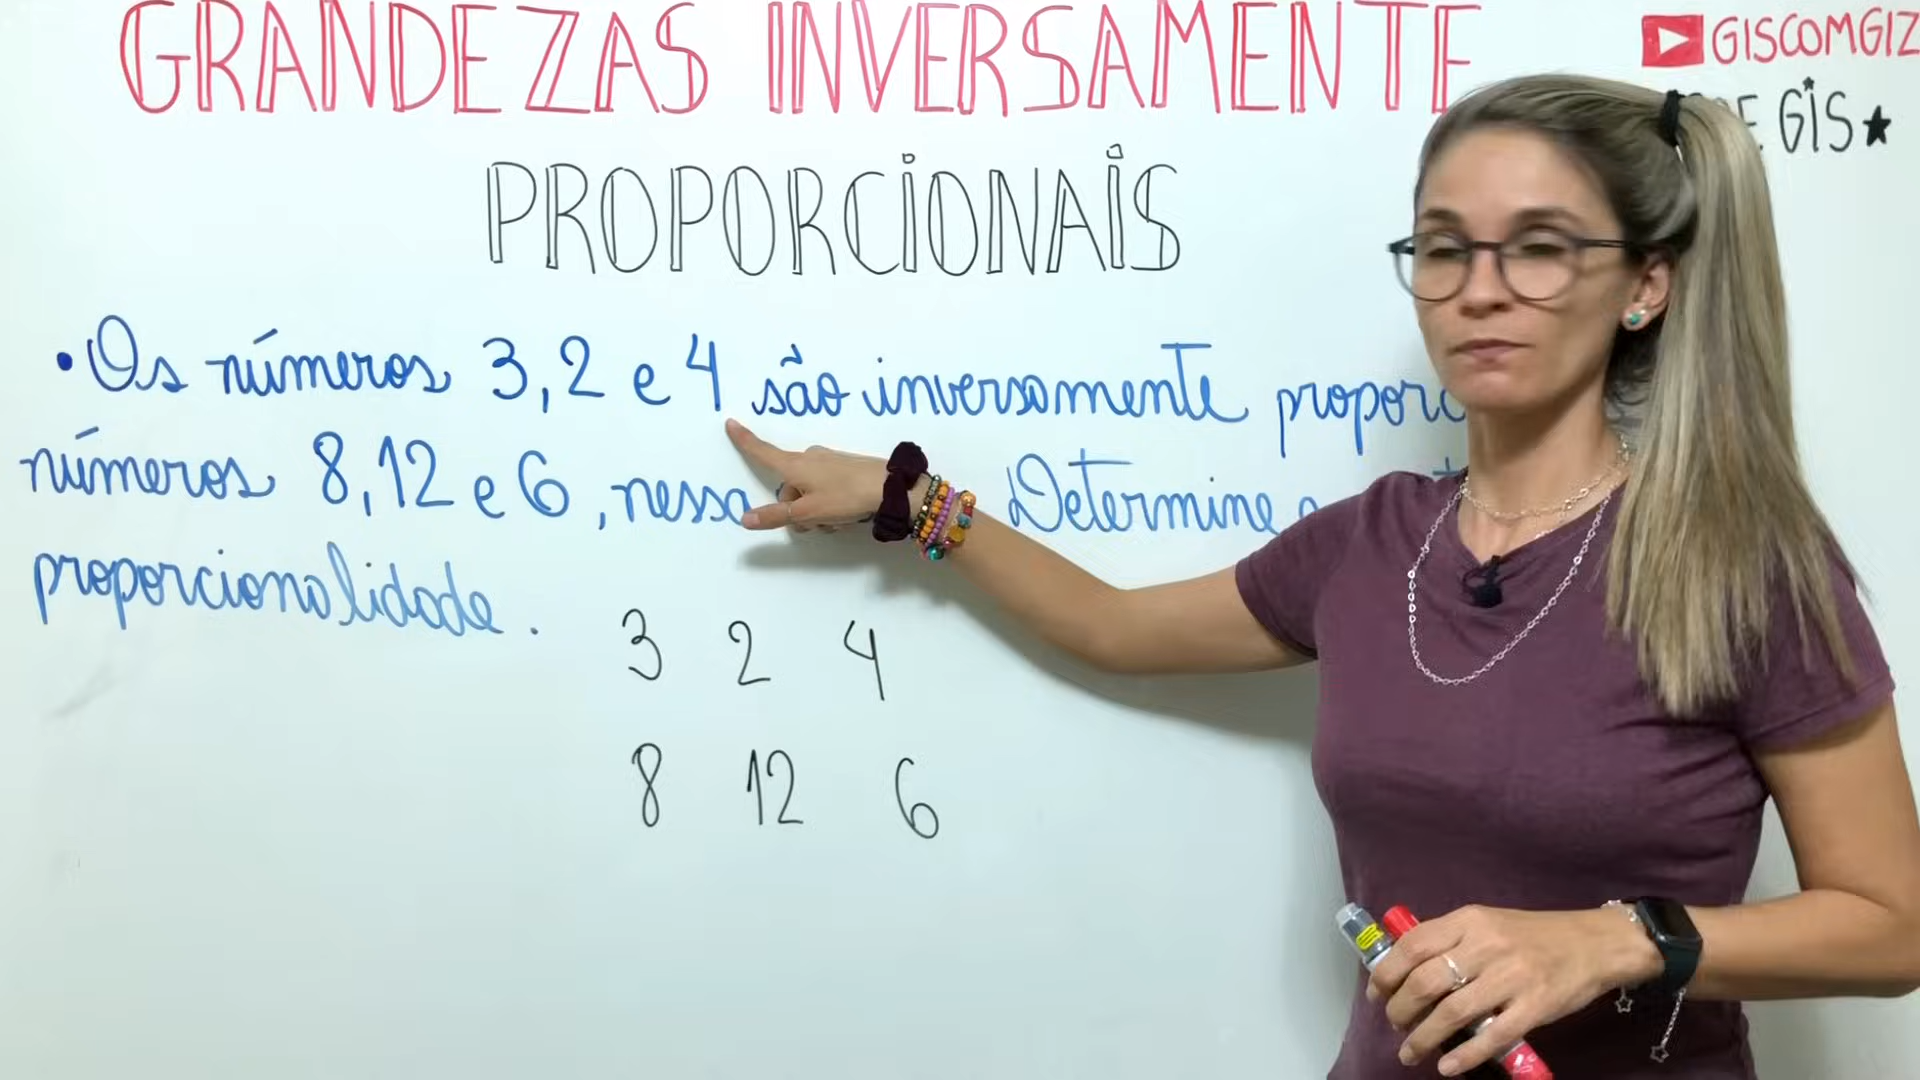 GRANDEZAS INVERSAMENTE
GISCOMGIZ
PROPORCIONAIS
GIS★
• Os números 3, 2 e 4 são inversamente
números 8, 12 e 6, nessa Determine
proporcionalidade.
3 2 4
8 12 6